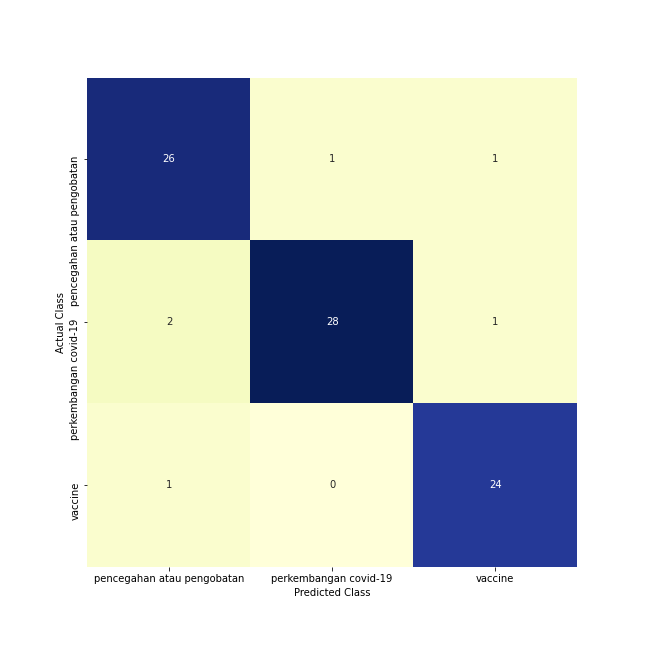 Actual Class
pencegahan atau pengobatan
26 1 1
perkembangan covid-19
2 28 1
vaccine
1 0 24
pencegahan atau pengobatan perkembangan covid-19 vaccine
Predicted Class